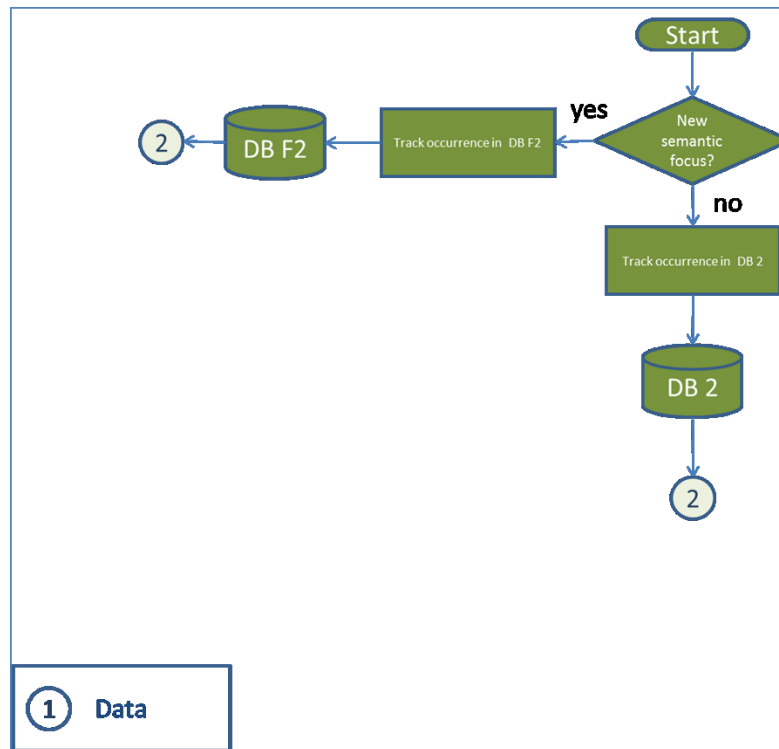 Start
yes
New
semantic
focus?
Track occurrence in DB F2
DB F2
2
no
Track occurrence in DB 2
DB 2
2
1 Data